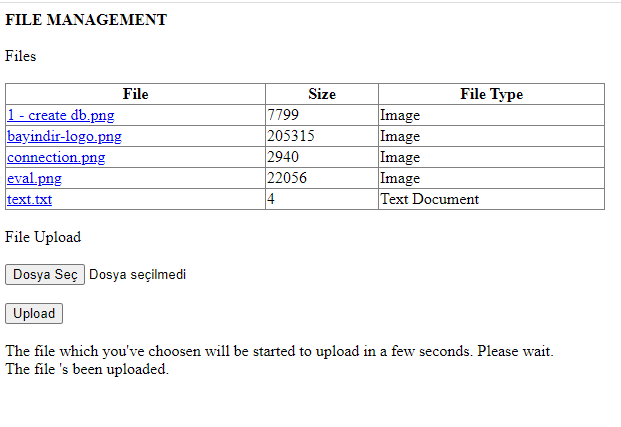 FILE MANAGEMENT
Files
File Size File Type
1 - create db.png 7799 Image
bayindir-logo.png 205315 Image
connection.png 2940 Image
eval.png 22056 Image
text.txt 4 Text Document
File Upload
Dosya Seç Dosya seçilmedi
Upload
The file which you've choosen will be started to upload in a few seconds. Please wait.
The file 's been uploaded.